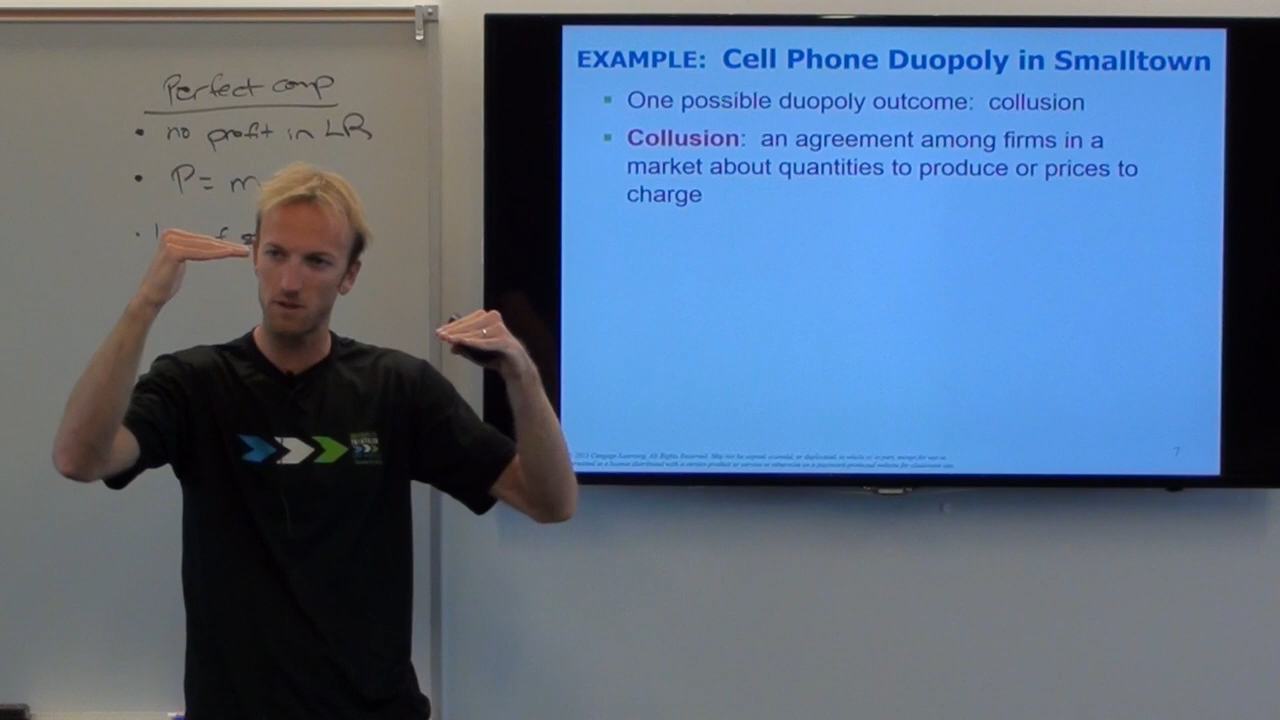 Perfect comp
• no profit in LR
• P = m
EXAMPLE: Cell Phone Duopoly in Smalltown
▪ One possible duopoly outcome: collusion
▪ Collusion: an agreement among firms in a
market about quantities to produce or prices to
charge
7